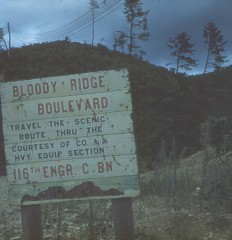 BLOODY RIDGE
BOULEVARD
TRAVEL THE SCENIC
ROUTE THRU THE
COURTESY OF CO. A &
HVY EQUIP SECTION
116TH ENGR. C. BN